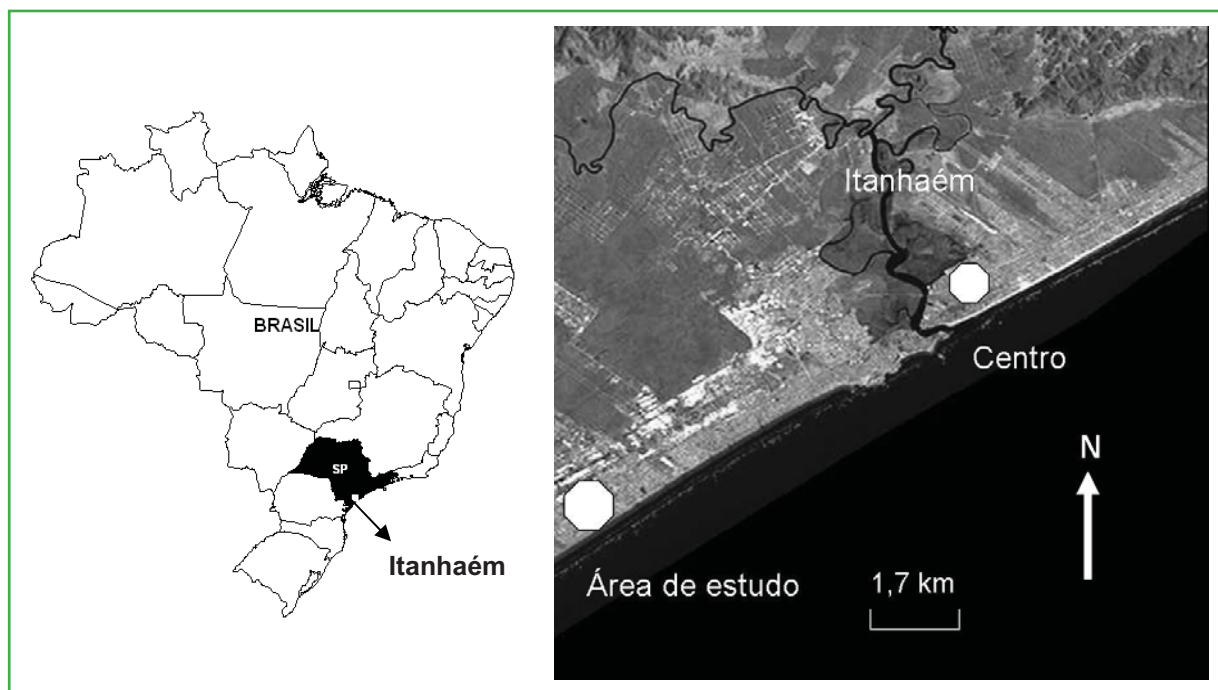 BRASIL
SP
Itanhaém
Itanhaém
Centro
N
Área de estudo
1,7 km